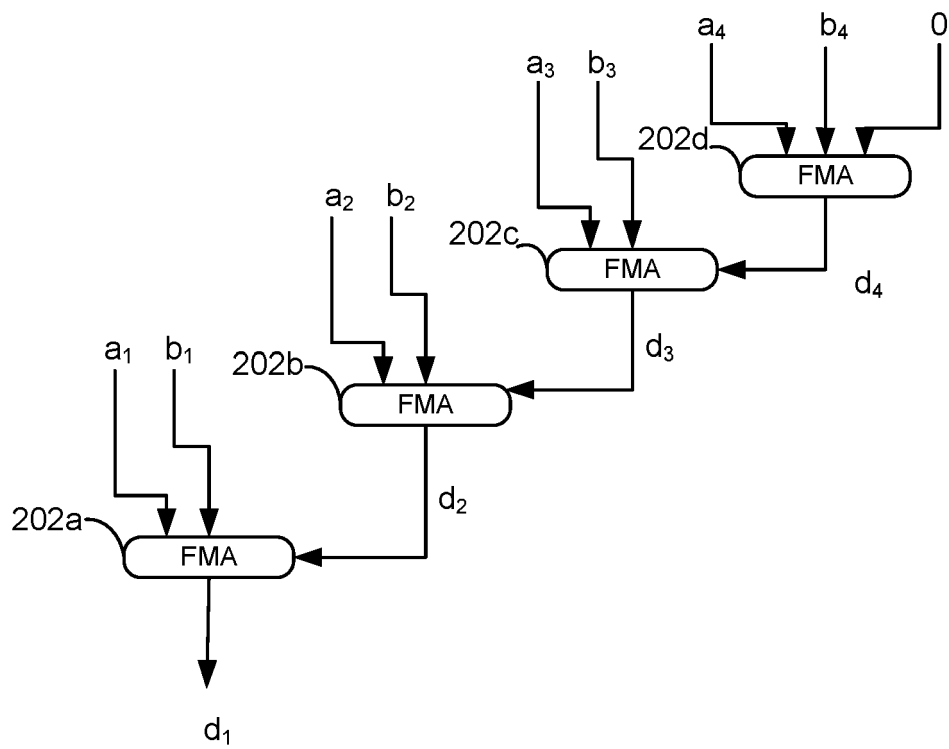 a₄ b₄ 0
a₃ b₃
202d
FMA
a₂ b₂
202c
FMA
d₄
a₁ b₁
202b
d₃
FMA
d₂
202a
FMA
d₁